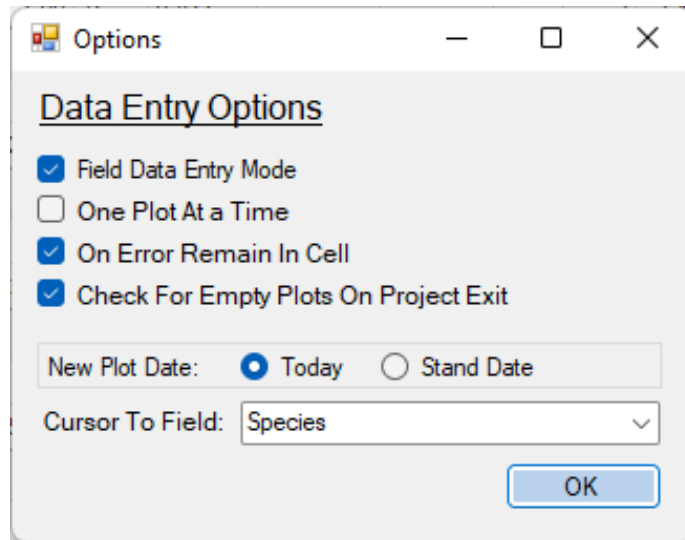 Options
Data Entry Options
Field Data Entry Mode
One Plot At a Time
On Error Remain In Cell
Check For Empty Plots On Project Exit
New Plot Date: Today Stand Date
Cursor To Field: Species
OK